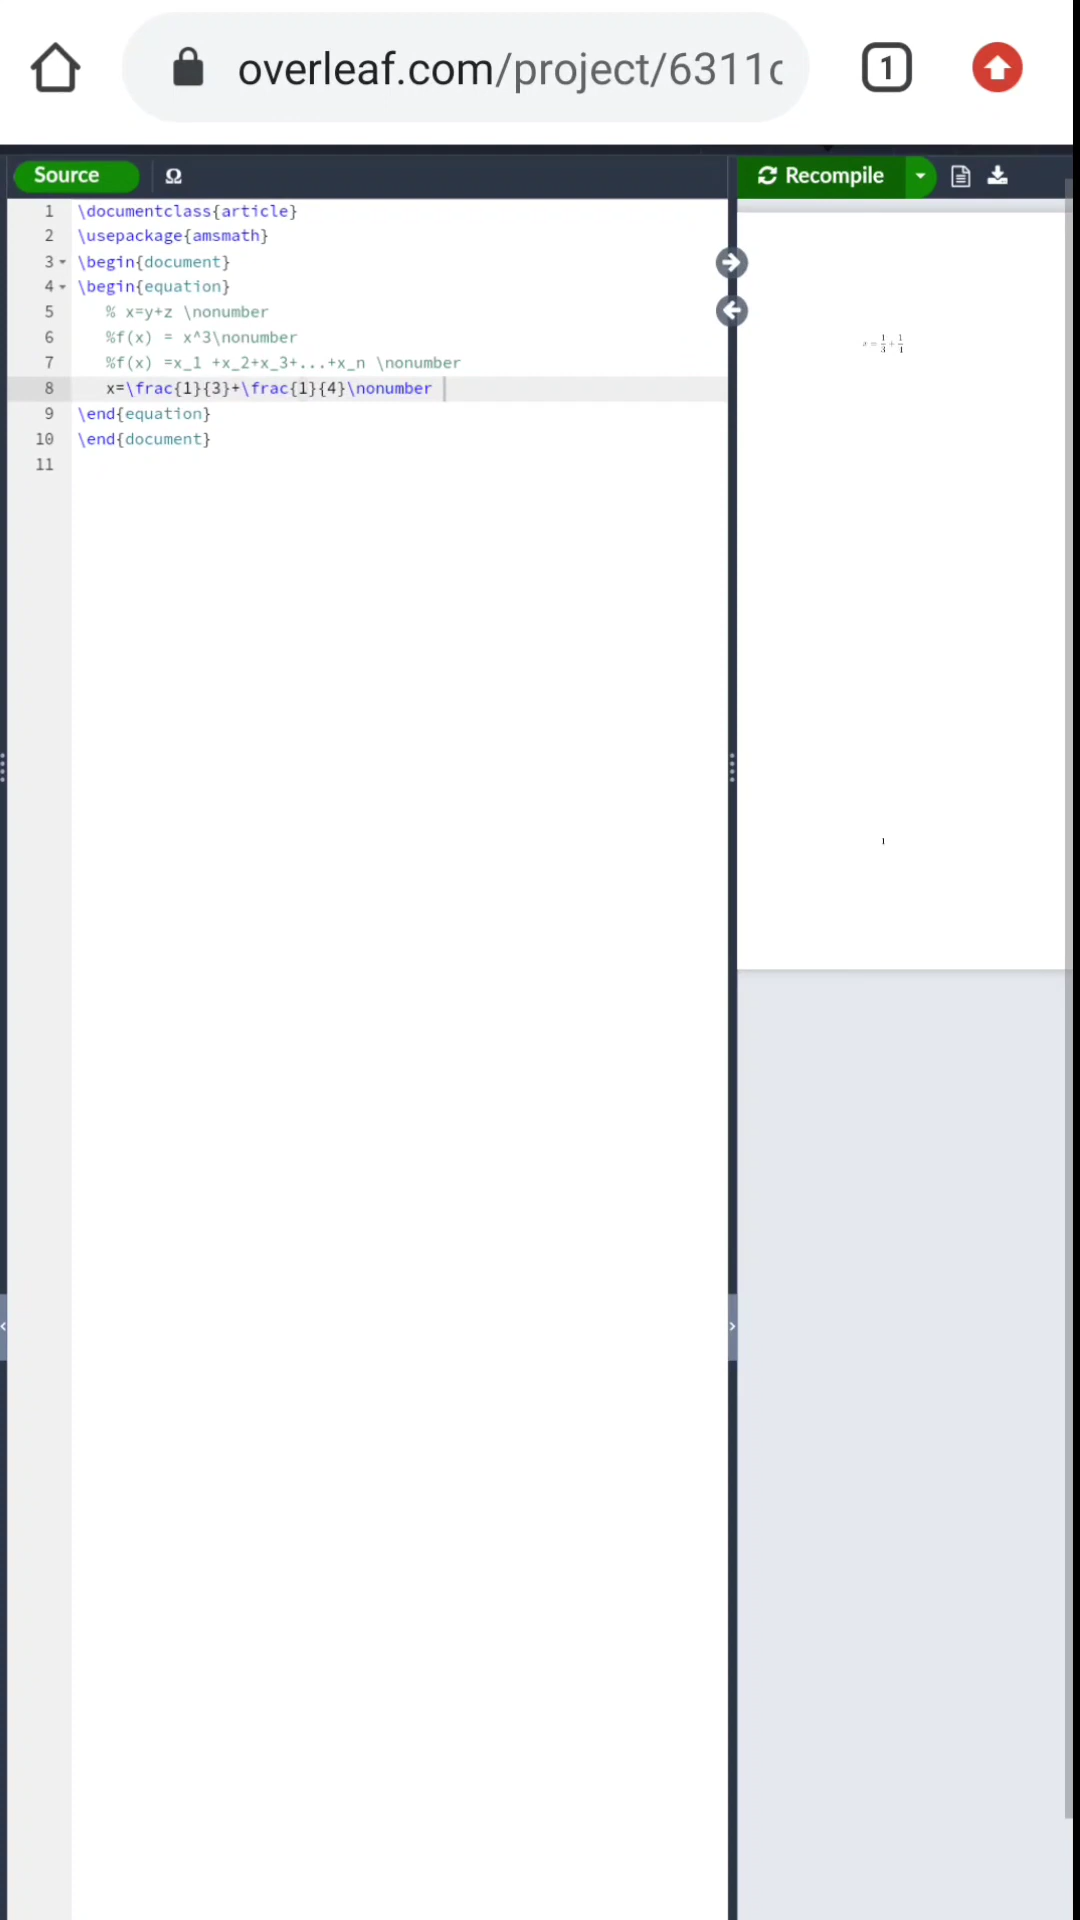 overleaf.com/project/6311c
1
Source Ω
Recompile
1 \documentclass{article}
2 \usepackage{amsmath}
3 \begin{document}
4 \begin{equation}
5 % x=y+z \nonumber
6 %f(x) = x^3\nonumber
7 %f(x) =x_1 +x_2+x_3+...+x_n \nonumber
8 x=\frac{1}{3}+\frac{1}{4}\nonumber
9 \end{equation}
10 \end{document}
11
1